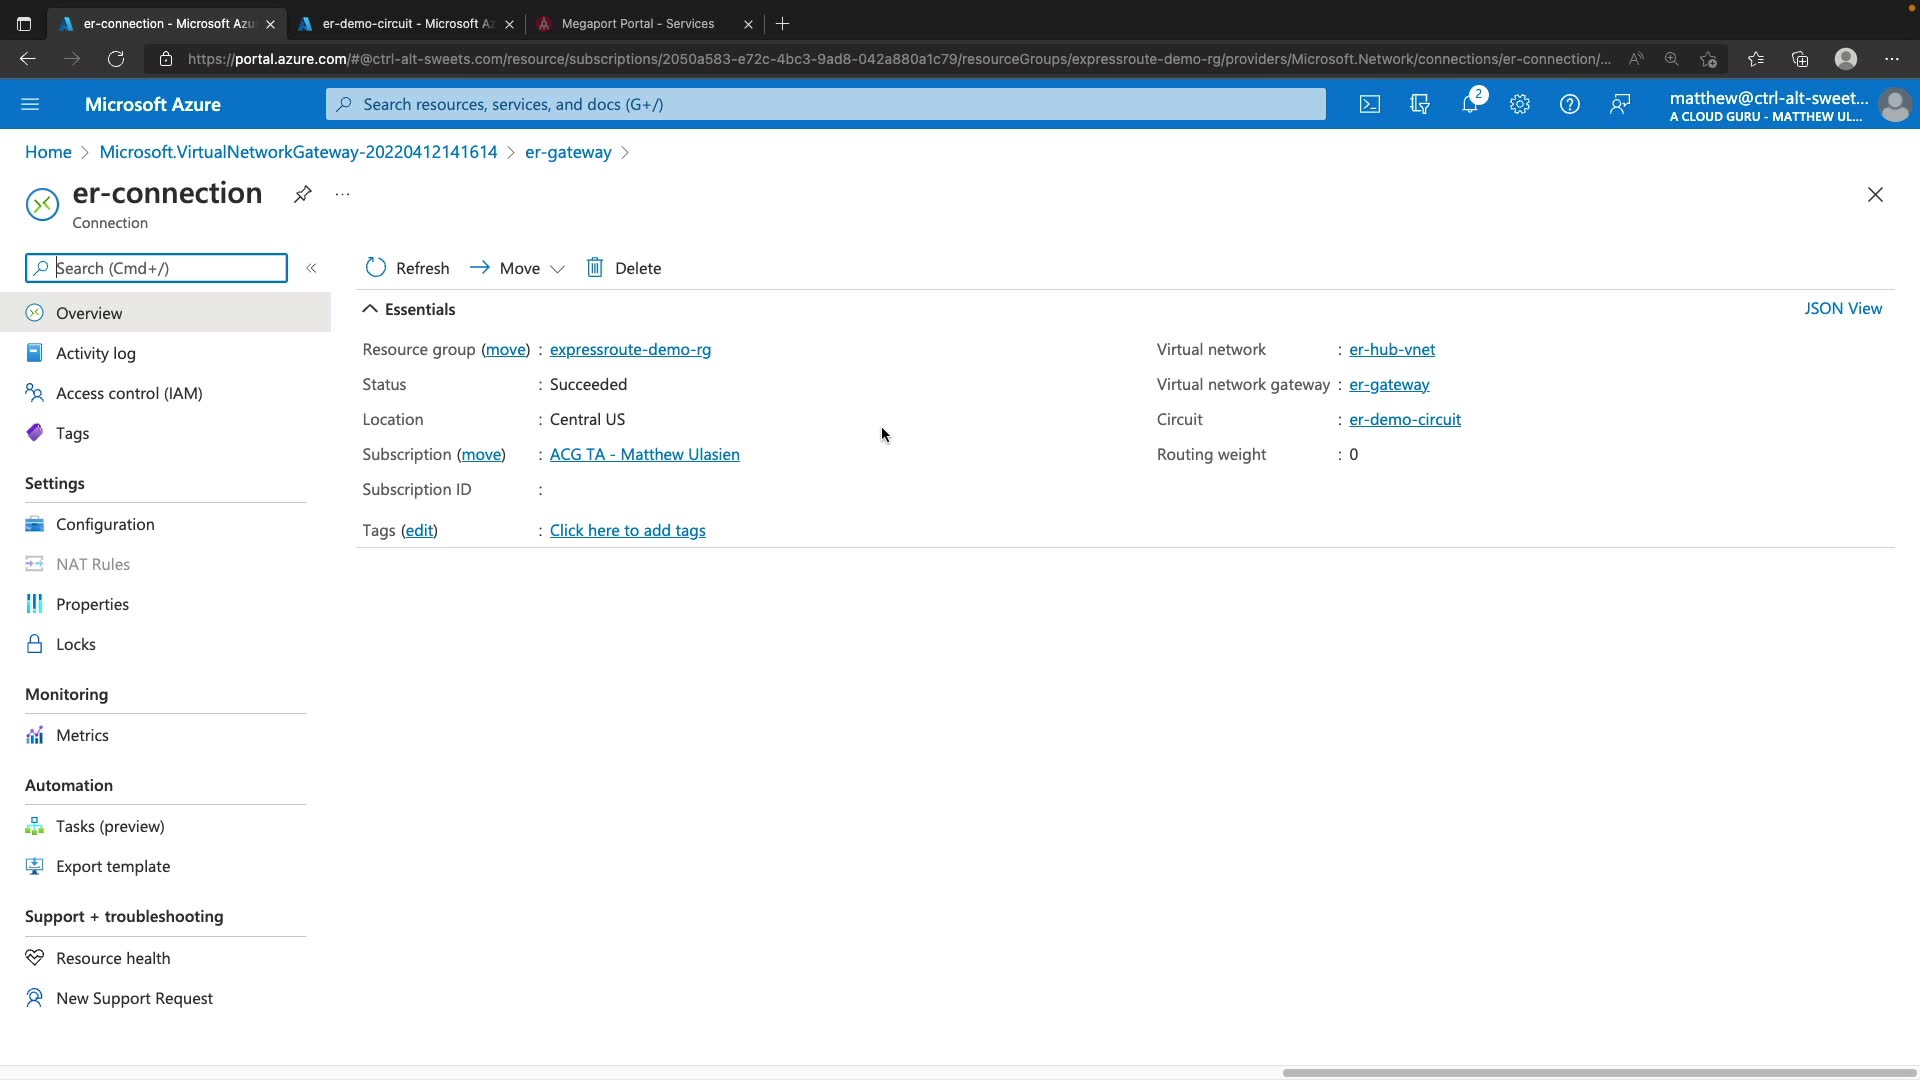 er-connection - Microsoft Azu
er-demo-circuit - Microsoft Az
Megaport Portal - Services
https://portal.azure.com/#@ctrl-alt-sweets.com/resource/subscriptions/2050a583-e72c-4bc3-9ad8-042a880a1c79/resourceGroups/expressroute-demo-rg/providers/Microsoft.Network/connections/er-connection/...
Microsoft Azure
Search resources, services, and docs (G+/)
2
matthew@ctrl-alt-sweet...
A CLOUD GURU - MATTHEW UL...
Home > Microsoft.VirtualNetworkGateway-20220412141614 > er-gateway >
er-connection
Connection
Search (Cmd+/)
Refresh
Move
Delete
Overview
Activity log
Access control (IAM)
Tags
Settings
Configuration
NAT Rules
Properties
Locks
Monitoring
Metrics
Automation
Tasks (preview)
Export template
Support + troubleshooting
Resource health
New Support Request
Essentials
JSON View
Resource group (move) : expressroute-demo-rg
Status : Succeeded
Location : Central US
Subscription (move) : ACG TA - Matthew Ulasien
Subscription ID :
Tags (edit) : Click here to add tags
Virtual network : er-hub-vnet
Virtual network gateway : er-gateway
Circuit : er-demo-circuit
Routing weight : 0